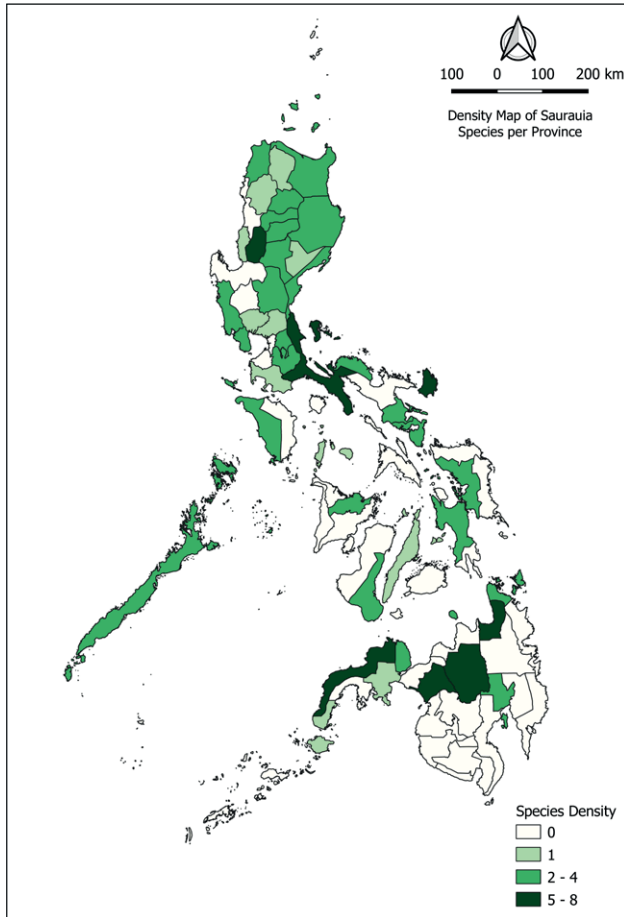 100 0 100 200 km
Density Map of Saurauia
Species per Province
Species Density
0
1
2 - 4
5 - 8